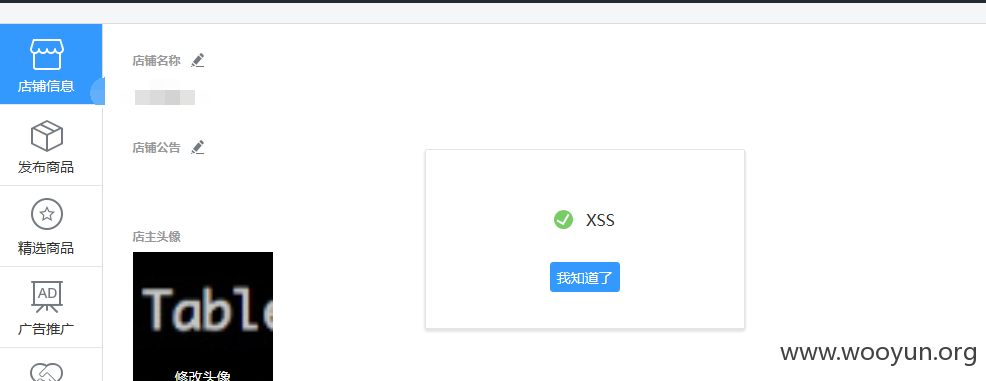 店铺信息
发布商品
精选商品
AD
广告推广
店铺名称
店铺公告
店主头像
Table
修改头像
XSS
我知道了
www.wooyun.org